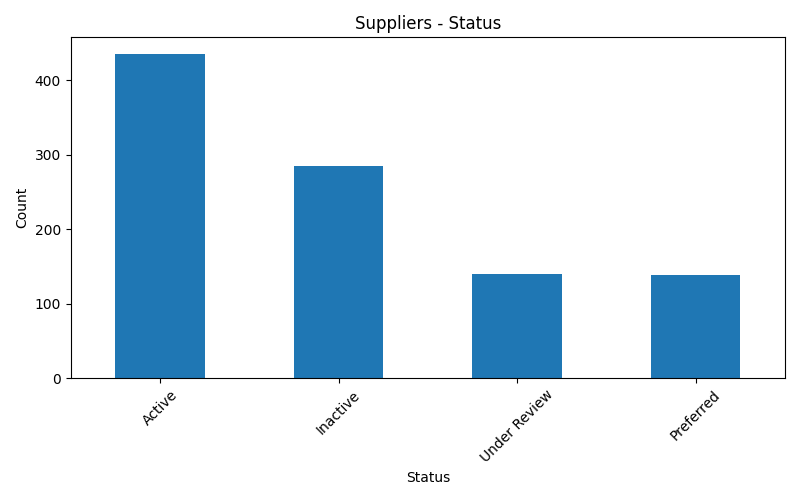 Suppliers - Status
Count
400
300
200
100
0
Active
Inactive
Under Review
Preferred
Status